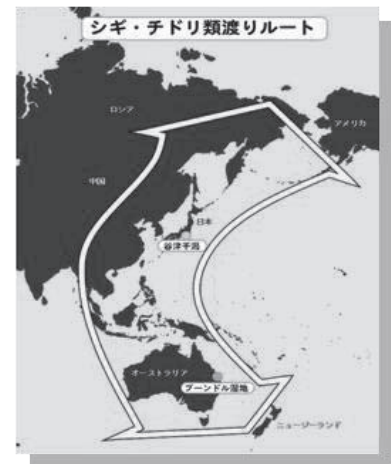 シギ・チドリ類渡りルート
ロシア
アメリカ
中国
日本
谷津干潟
オーストラリア
ブーンドル湿地
ニュージーランド